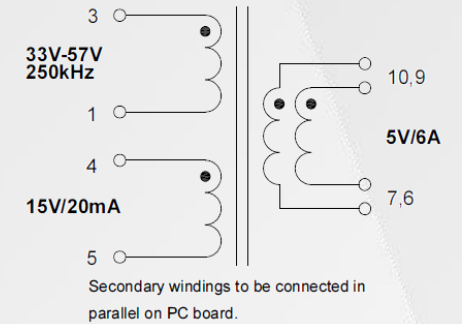 3
33V-57V
250kHz
1
4
15V/20mA
5
10,9
5V/6A
7,6
Secondary windings to be connected in
parallel on PC board.